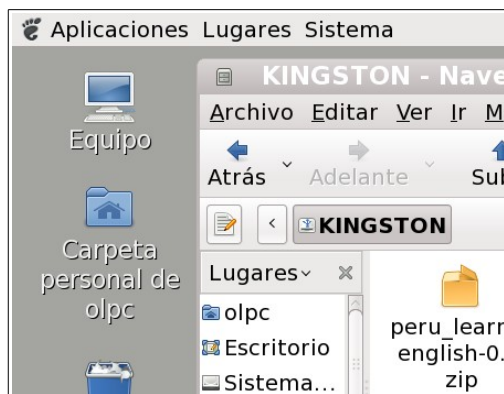 Aplicaciones Lugares Sistema
KINGSTON - Nave
Archivo Editar Ver Ir M
Atrás Adelante Sub
KINGSTON
Lugares
olpc
Escritorio
Sistema...
Equipo
Carpeta
personal de
olpc
peru_learn
english-0.
zip